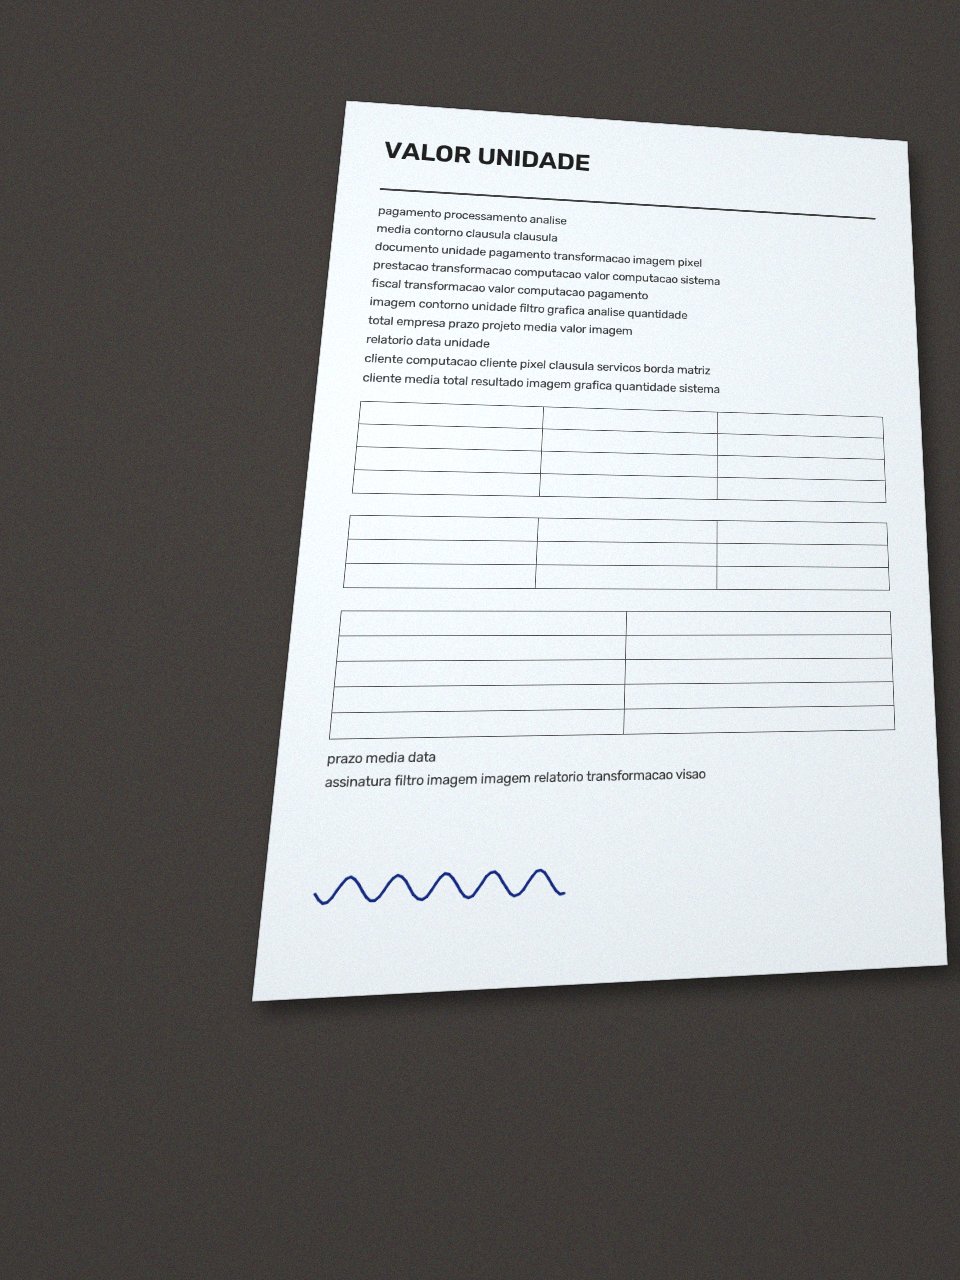 VALOR UNIDADE
pagamento processamento analise
media contorno clausula clausula
documento unidade pagamento transformacao imagem pixel
prestacao transformacao computacao valor computacao sistema
fiscal transformacao valor computacao pagamento
imagem contorno unidade filtro grafica analise quantidade
total empresa prazo projeto media valor imagem
relatorio data unidade
cliente computacao cliente pixel clausula servicos borda matriz
cliente media total resultado imagem grafica quantidade sistema
prazo media data
assinatura filtro imagem imagem relatorio transformacao visao